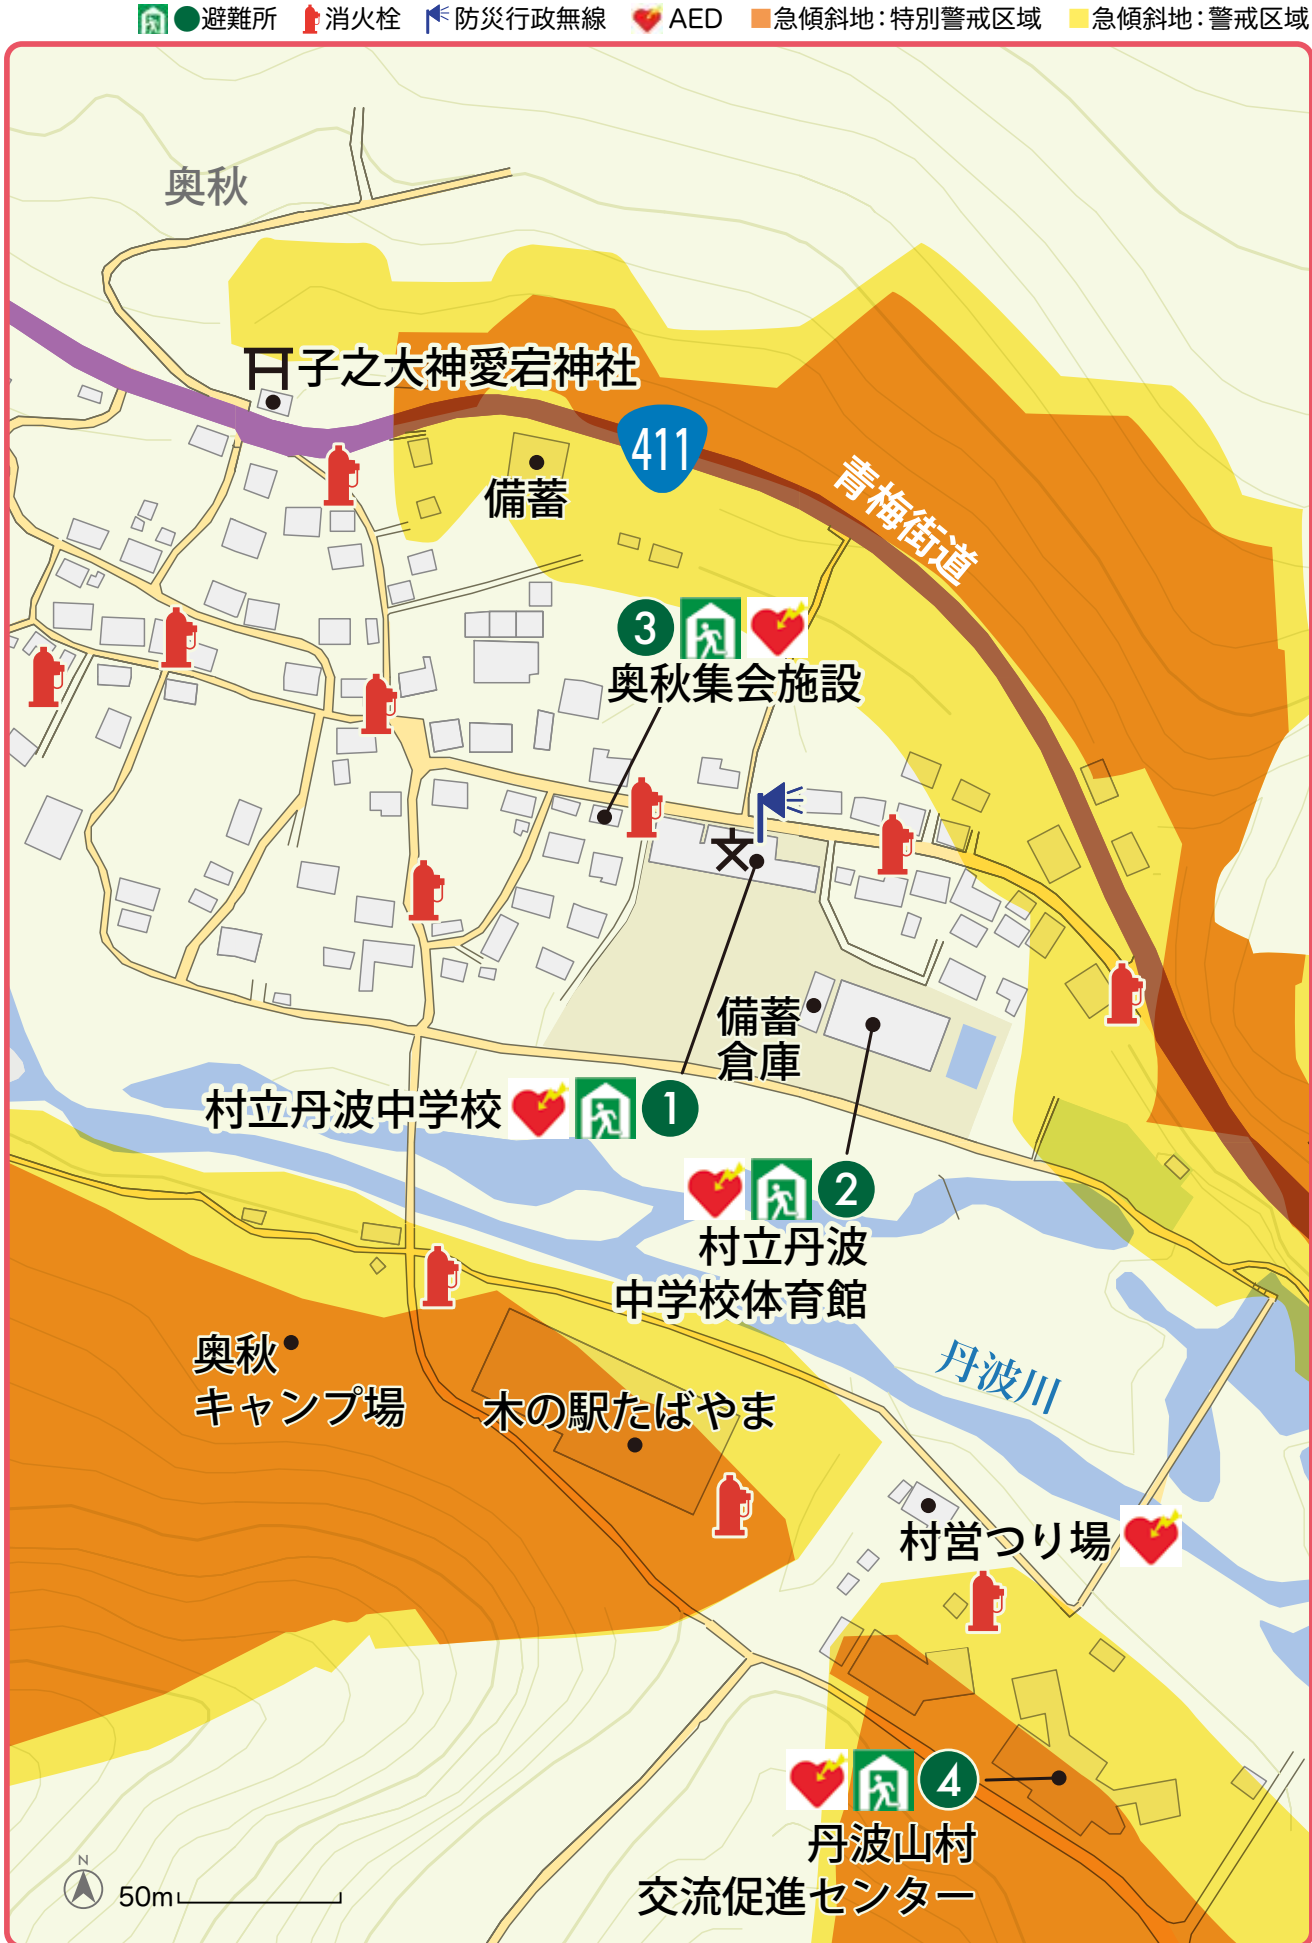 避難所 消火栓 防災行政無線 AED 急傾斜地：特別警戒区域 急傾斜地：警戒区域
奥秋
子之大神愛宕神社
411
備蓄
青梅街道
3
奥秋集会施設
備蓄
倉庫
村立丹波中学校 1
2
村立丹波
中学校体育館
奥秋
キャンプ場
木の駅たばやま
丹波川
村営つり場
4
丹波山村
交流促進センター
N
50m